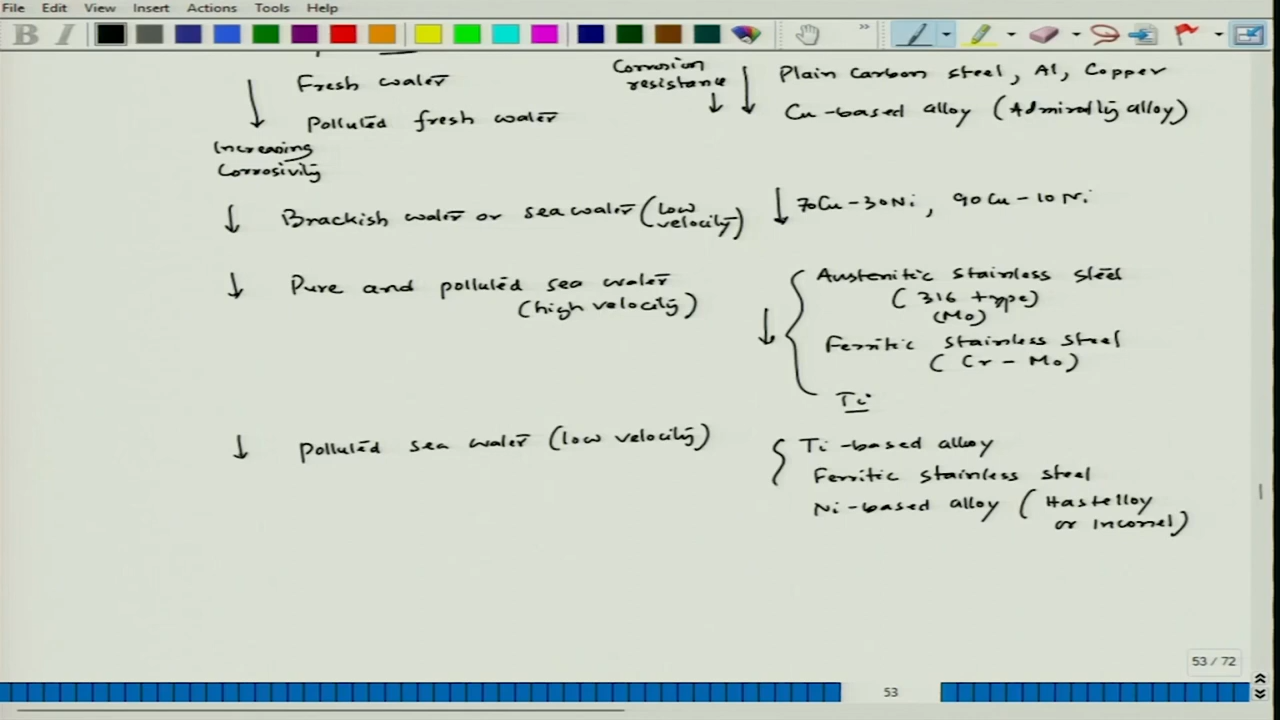 File Edit View Insert Actions Tools Help
B I
Fresh water
Polluted fresh water
Increasing
Corrosivity
Corrosion
resistance
Plain Carbon steel, Al, Copper
Cu-based alloy (Admirally alloy)
Brackish water or sea water (low velocity)
70Cu-30Ni, 90Cu-10Ni
Pure and polluted sea water
(high velocity)
Austenitic stainless steel
(316 type)
(Mo)
Ferritic stainless steel
(Cr-Mo)
Ti
Polluted sea water (low velocity)
Ti-based alloy
Ferritic stainless steel
Ni-based alloy (Hastelloy
or Inconel)
53 / 72
53